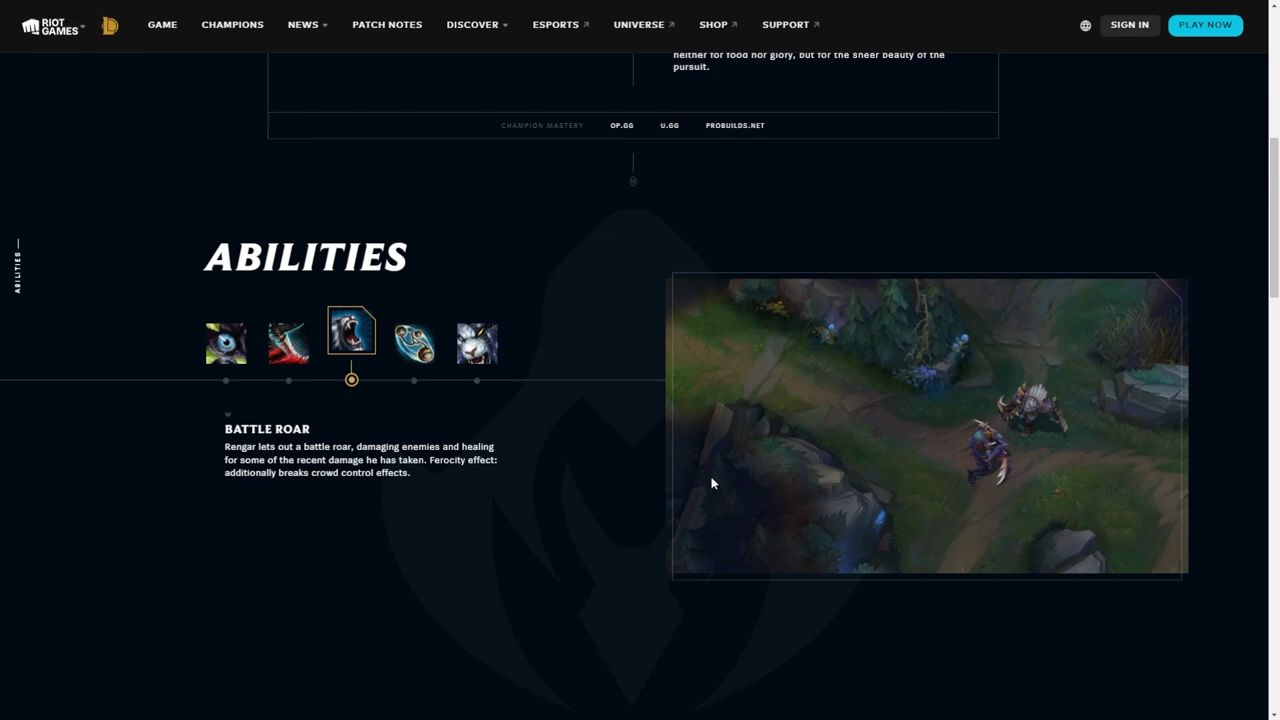 RIOT
GAMES
GAME
CHAMPIONS
NEWS
PATCH NOTES
DISCOVER
ESPORTS
UNIVERSE
SHOP
SUPPORT
SIGN IN
PLAY NOW
neither for food nor glory, but for the sheer beauty of the
pursuit.
CHAMPION MASTERY
OP.GG
U.GG
PROBUILDS.NET
ABILITIES
ABILITIES
W
BATTLE ROAR
Rengar lets out a battle roar, damaging enemies and healing
for some of the recent damage he has taken. Ferocity effect:
additionally breaks crowd control effects.